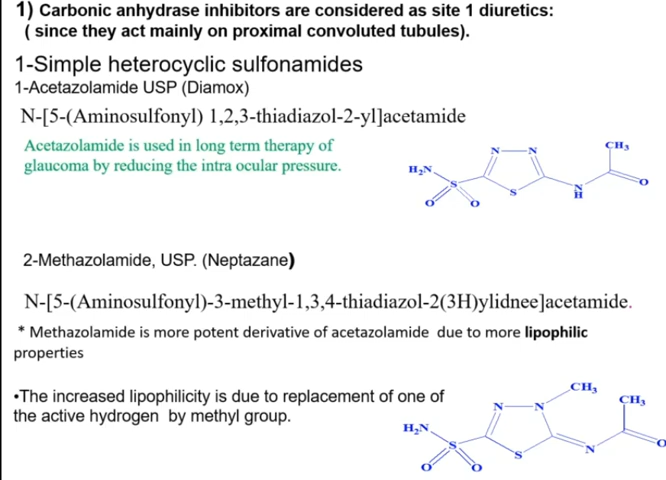 1) Carbonic anhydrase inhibitors are considered as site 1 diuretics:
( since they act mainly on proximal convoluted tubules).
1-Simple heterocyclic sulfonamides
1-Acetazolamide USP (Diamox)
N-[5-(Aminosulfonyl) 1,2,3-thiadiazol-2-yl]acetamide
Acetazolamide is used in long term therapy of
glaucoma by reducing the intra ocular pressure.
N N CH3
H2N S S N H O
O O
2-Methazolamide, USP. (Neptazane)
N-[5-(Aminosulfonyl)-3-methyl-1,3,4-thiadiazol-2(3H)ylidnee]acetamide.
* Methazolamide is more potent derivative of acetazolamide due to more lipophilic
properties
•The increased lipophilicity is due to replacement of one of
the active hydrogen by methyl group.
CH3
N N CH3
H2N S S N O
O O